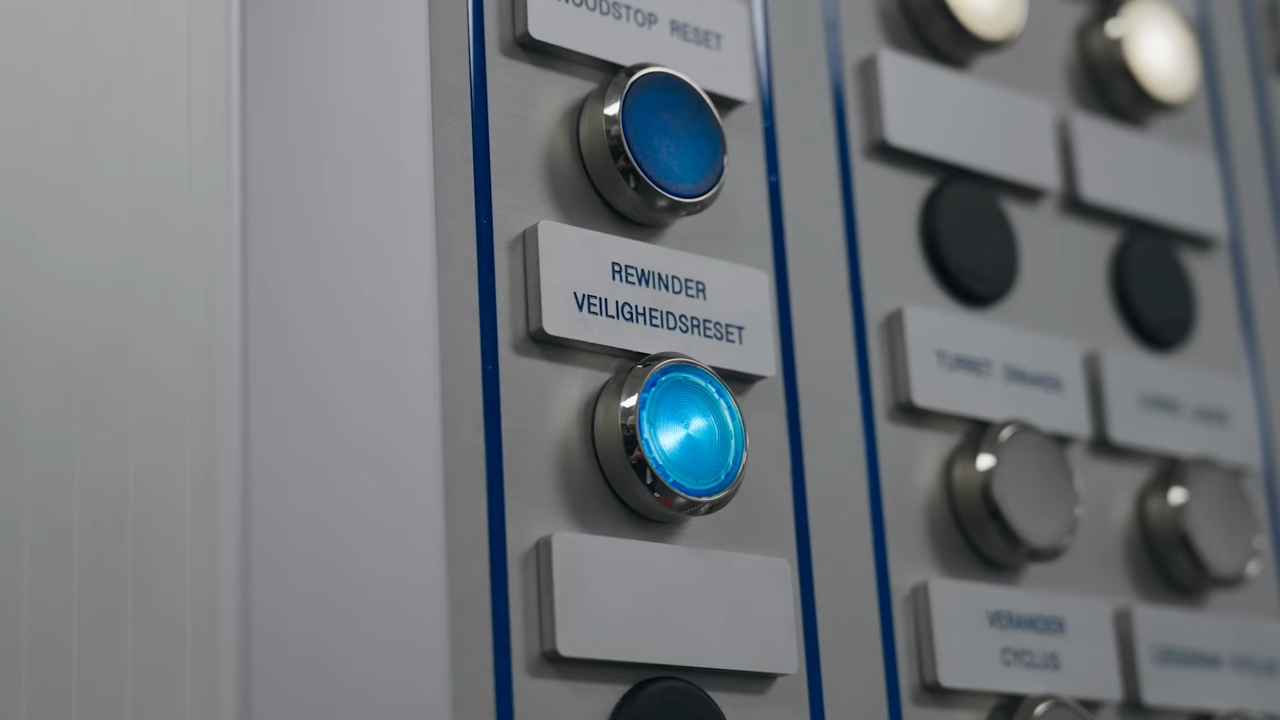 NOODSTOP RESET
REWINDER
VEILIGHEIDSRESET
TURRET DRAAIEN
VERANDER
CYCLUS